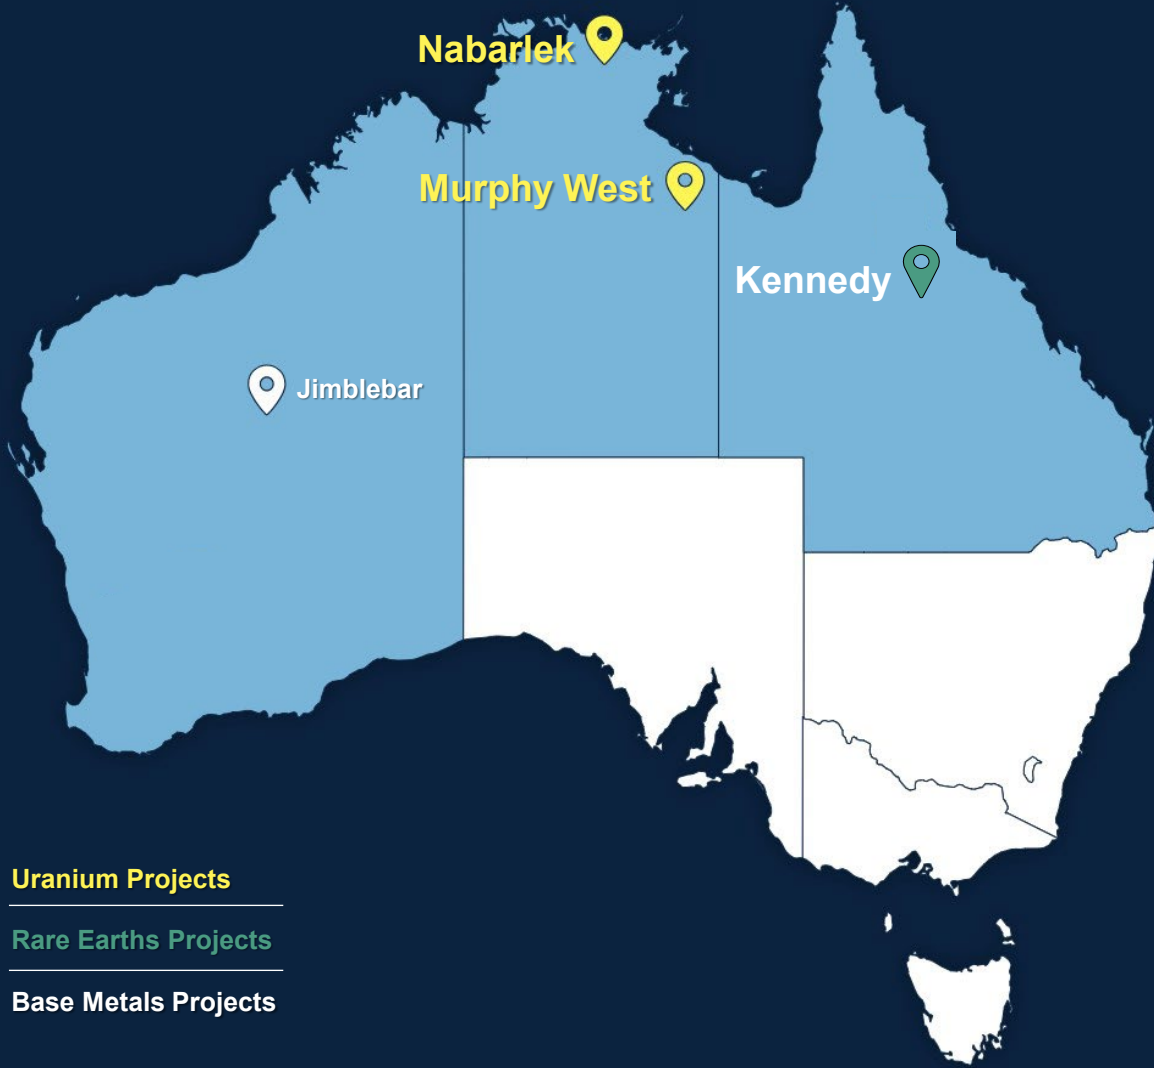 Nabarlek
Murphy West
Kennedy
Jimblebar
Uranium Projects
Rare Earths Projects
Base Metals Projects